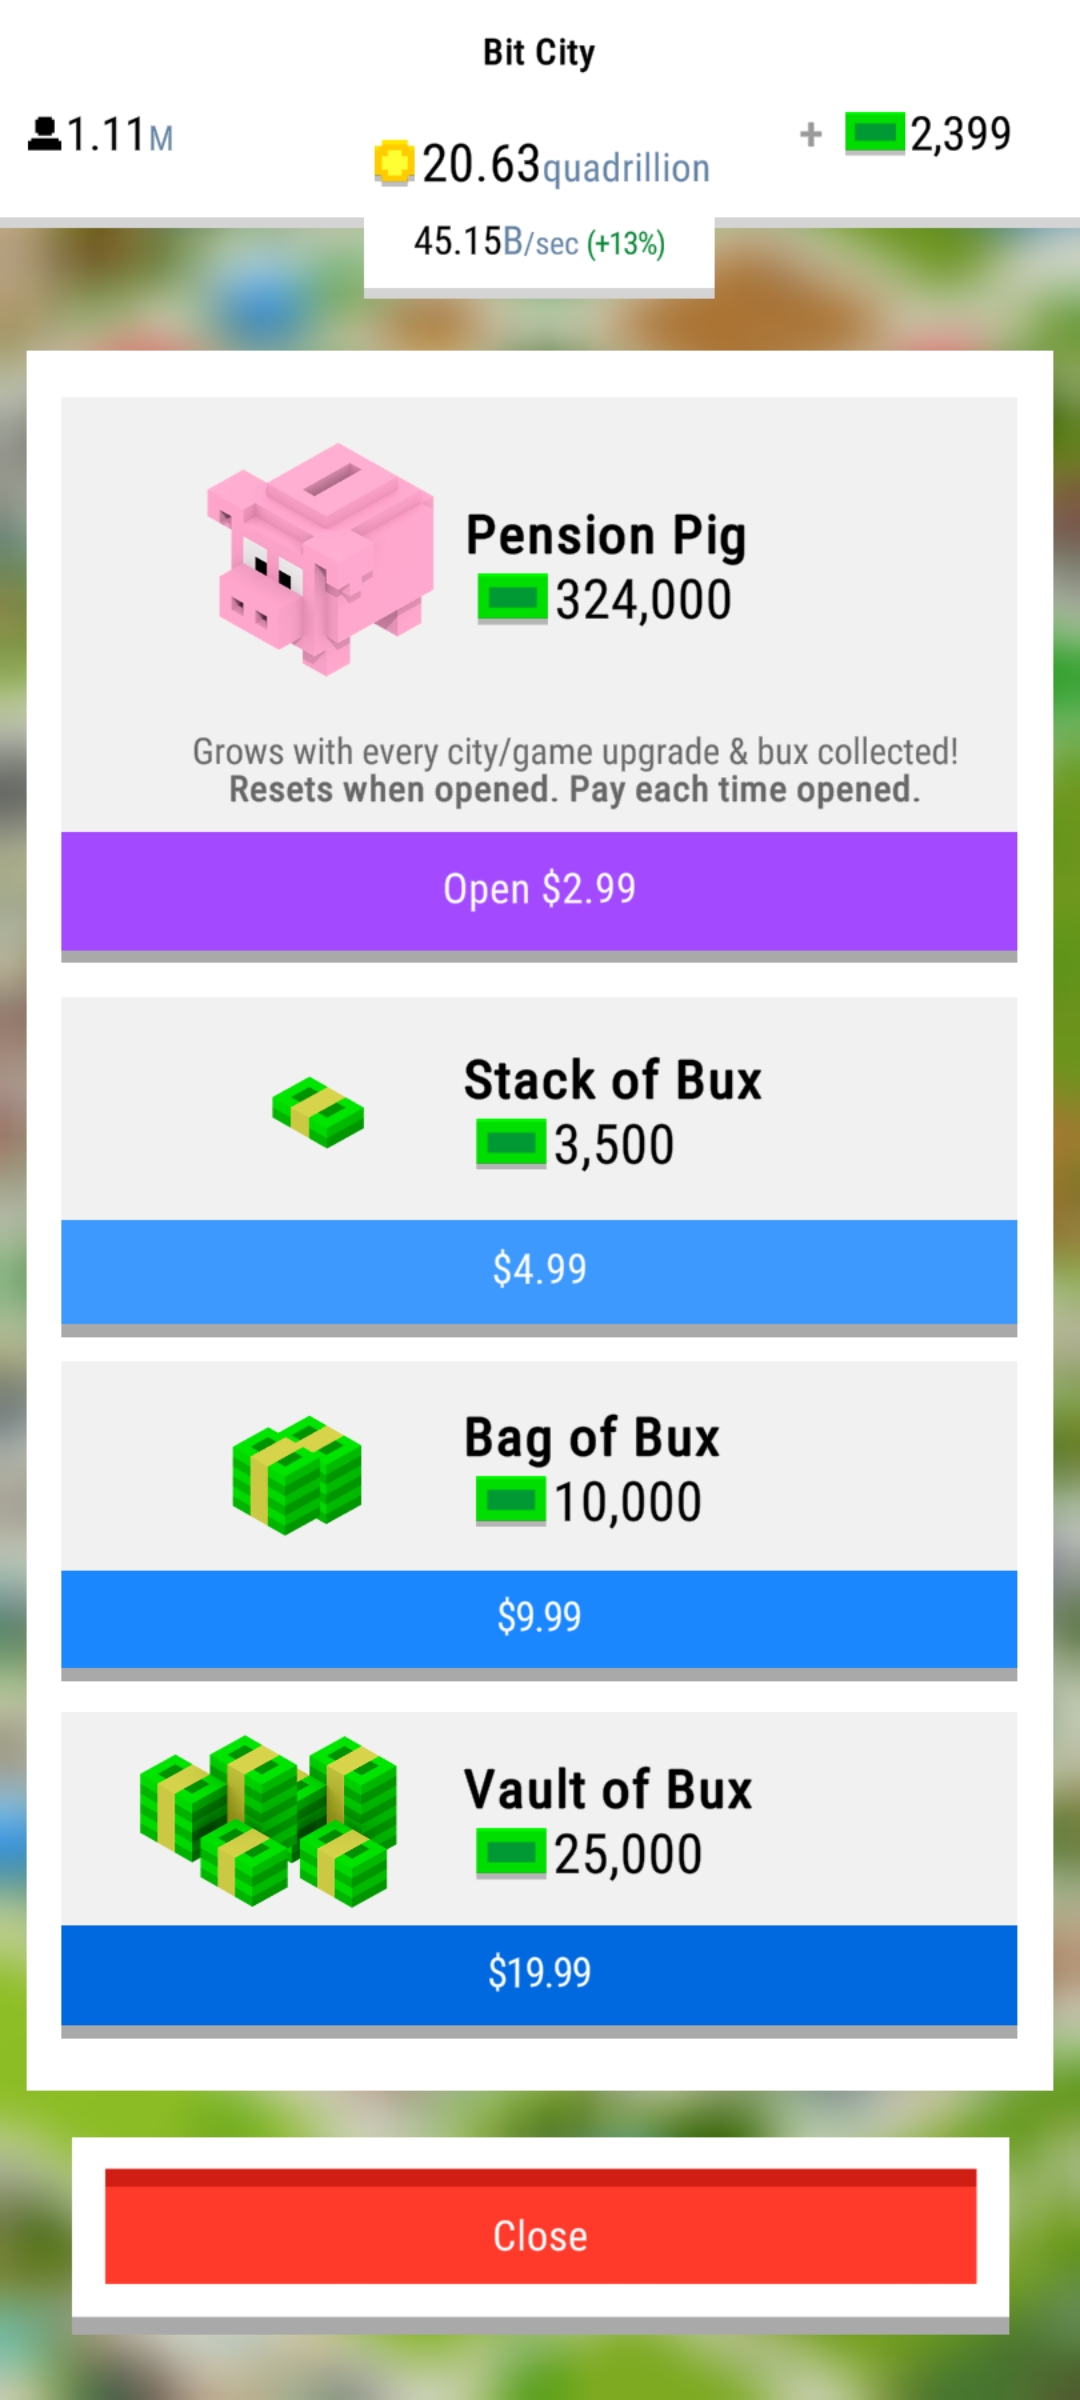 Bit City
1.11M
20.63quadrillion
+ 2,399
45.15B/sec (+13%)
Pension Pig
324,000
Grows with every city/game upgrade & bux collected!
Resets when opened. Pay each time opened.
Open $2.99
Stack of Bux
3,500
$4.99
Bag of Bux
10,000
$9.99
Vault of Bux
25,000
$19.99
Close